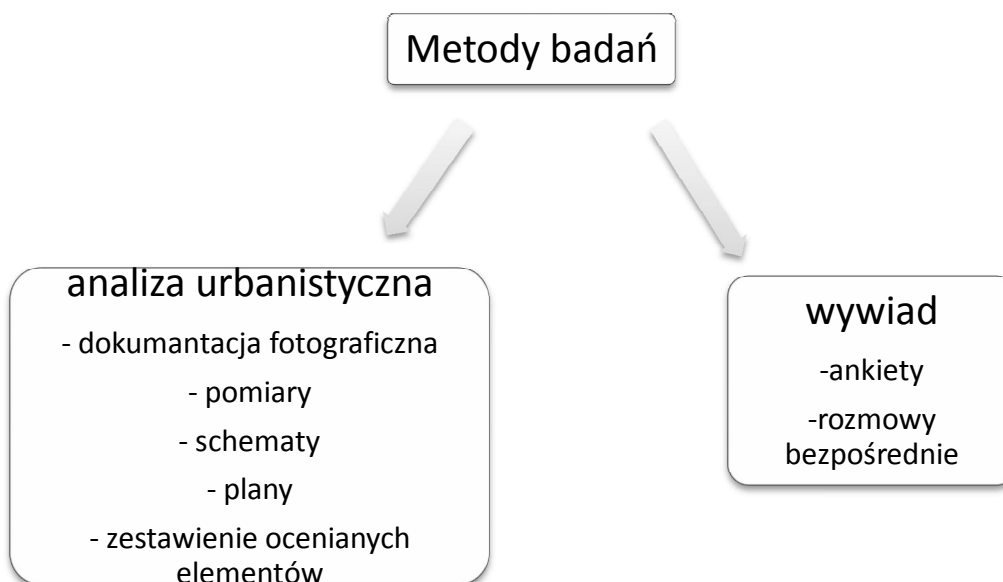 Metody badań
analiza urbanistyczna
- dokumantacja fotograficzna
- pomiary
- schematy
- plany
- zestawienie ocenianych
elementów
wywiad
-ankiety
-rozmowy
bezpośrednie